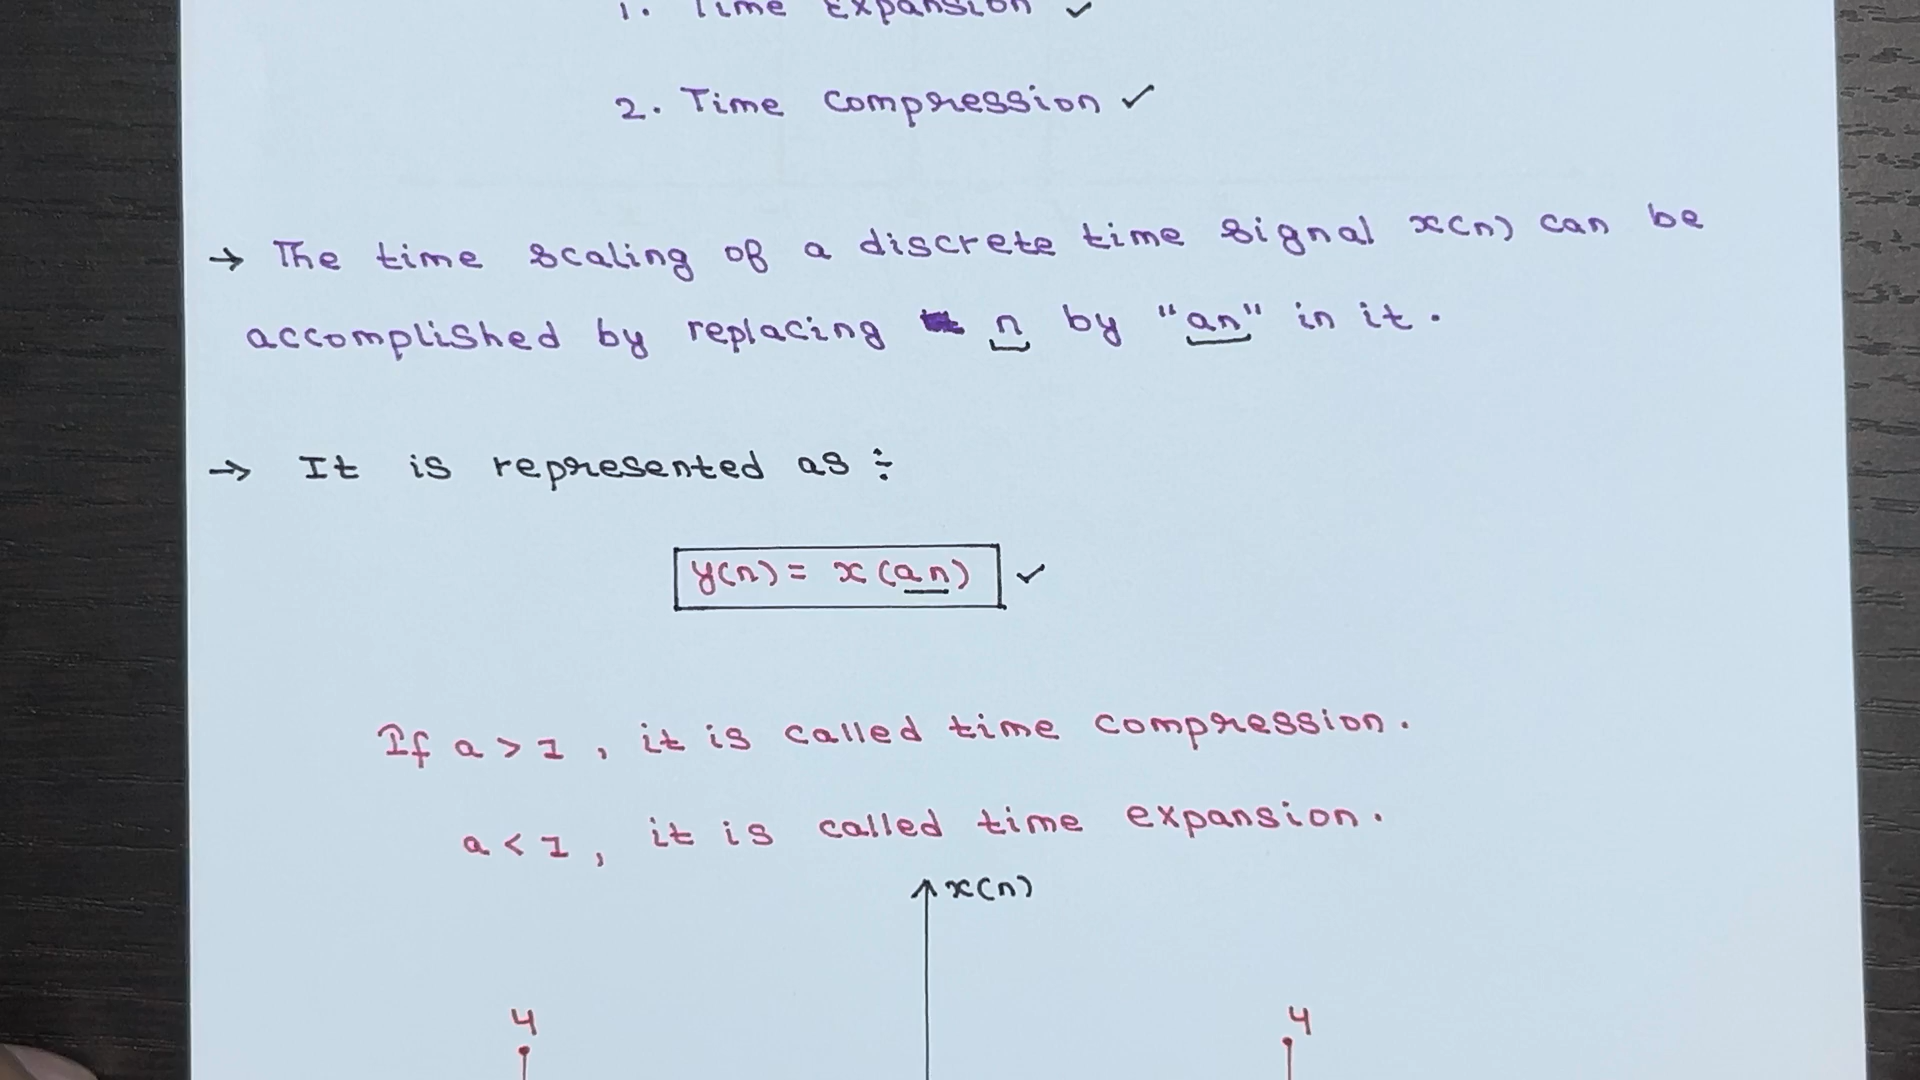 1. Time Expansion ✓
2. Time Compression ✓
→ The time scaling of a discrete time signal x(n) can be
accomplished by replacing n by "an" in it.
→ It is represented as ÷
y(n) = x(an) ✓
If a > 1, it is called time compression.
a < 1, it is called time expansion.
x(n)
4 4